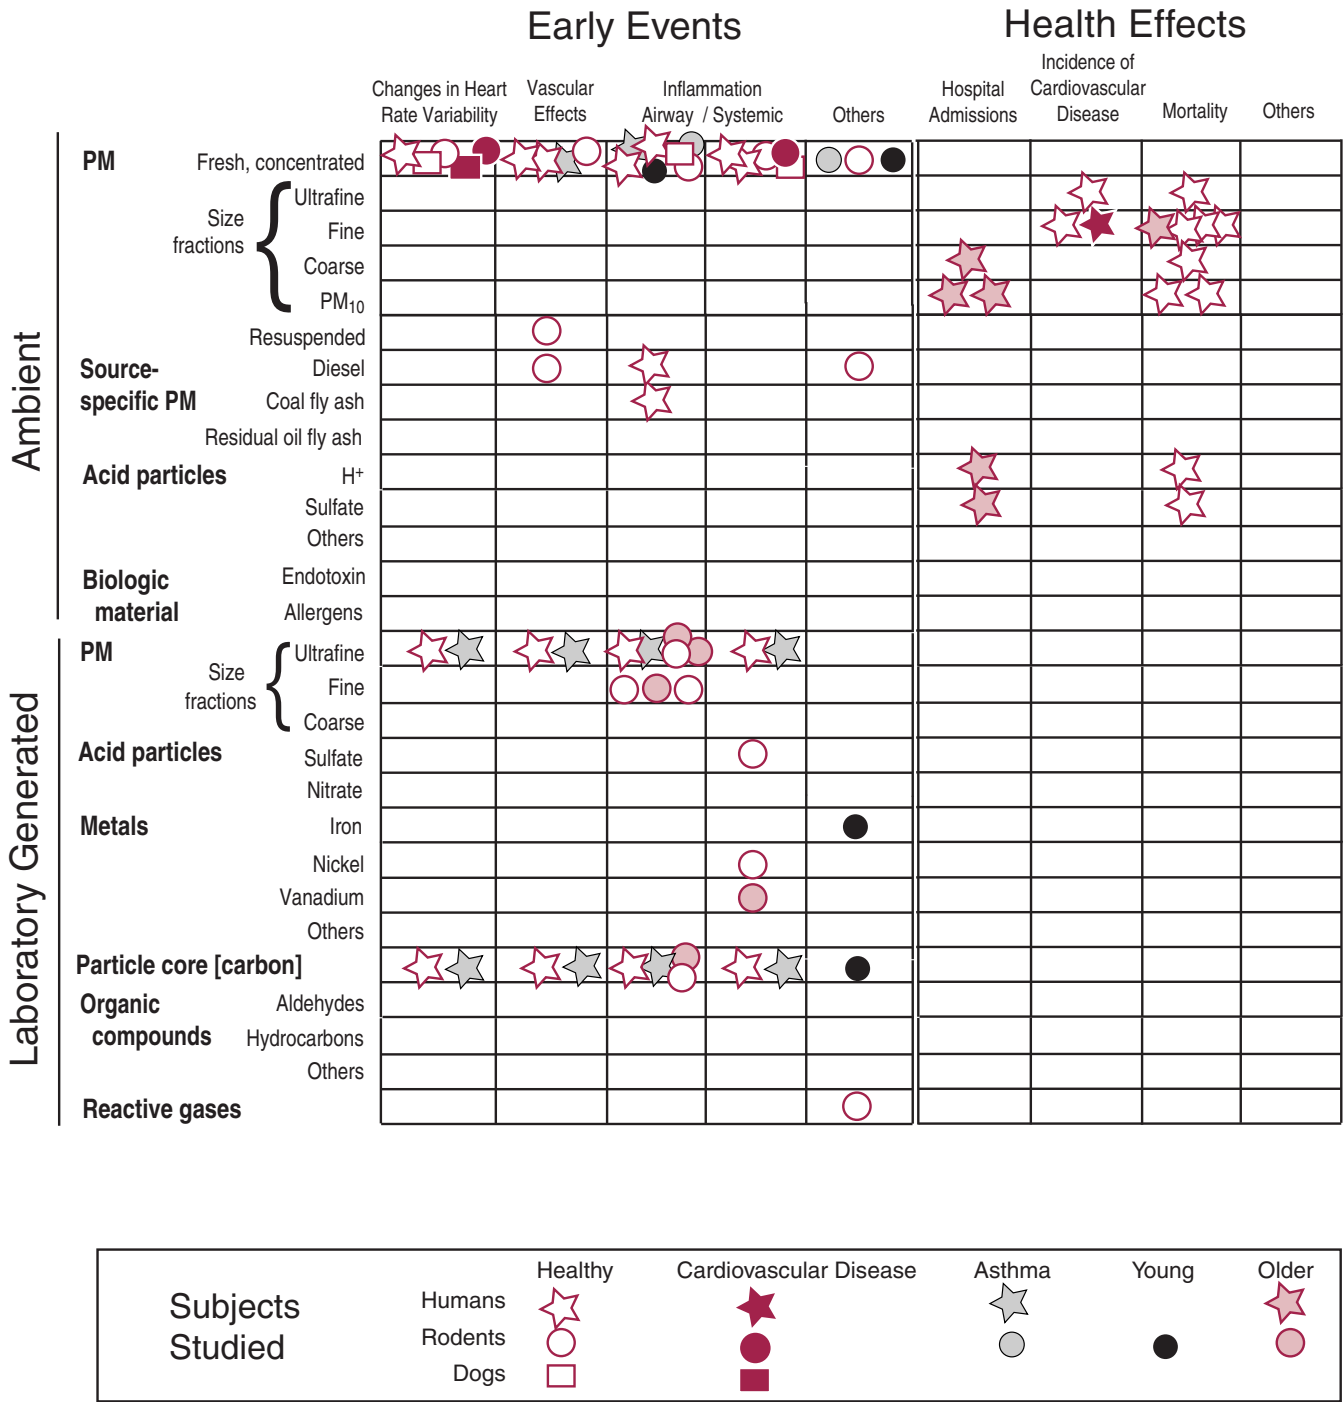 Early Events
Health Effects
Changes in Heart
Rate Variability
Vascular
Effects
Inflammation
Airway / Systemic
Others
Hospital
Admissions
Incidence of
Cardiovascular
Disease
Mortality
Others
Ambient
PM
Fresh, concentrated
Size
fractions
Ultrafine
Fine
Coarse
PM10
Resuspended
Source-
specific PM
Diesel
Coal fly ash
Residual oil fly ash
Acid particles
H+
Sulfate
Others
Biologic
material
Endotoxin
Allergens
Laboratory Generated
PM
Size
fractions
Ultrafine
Fine
Coarse
Acid particles
Sulfate
Nitrate
Metals
Iron
Nickel
Vanadium
Others
Particle core [carbon]
Organic
compounds
Aldehydes
Hydrocarbons
Others
Reactive gases
Subjects
Studied
Healthy
Cardiovascular Disease
Asthma
Young
Older
Humans
Rodents
Dogs